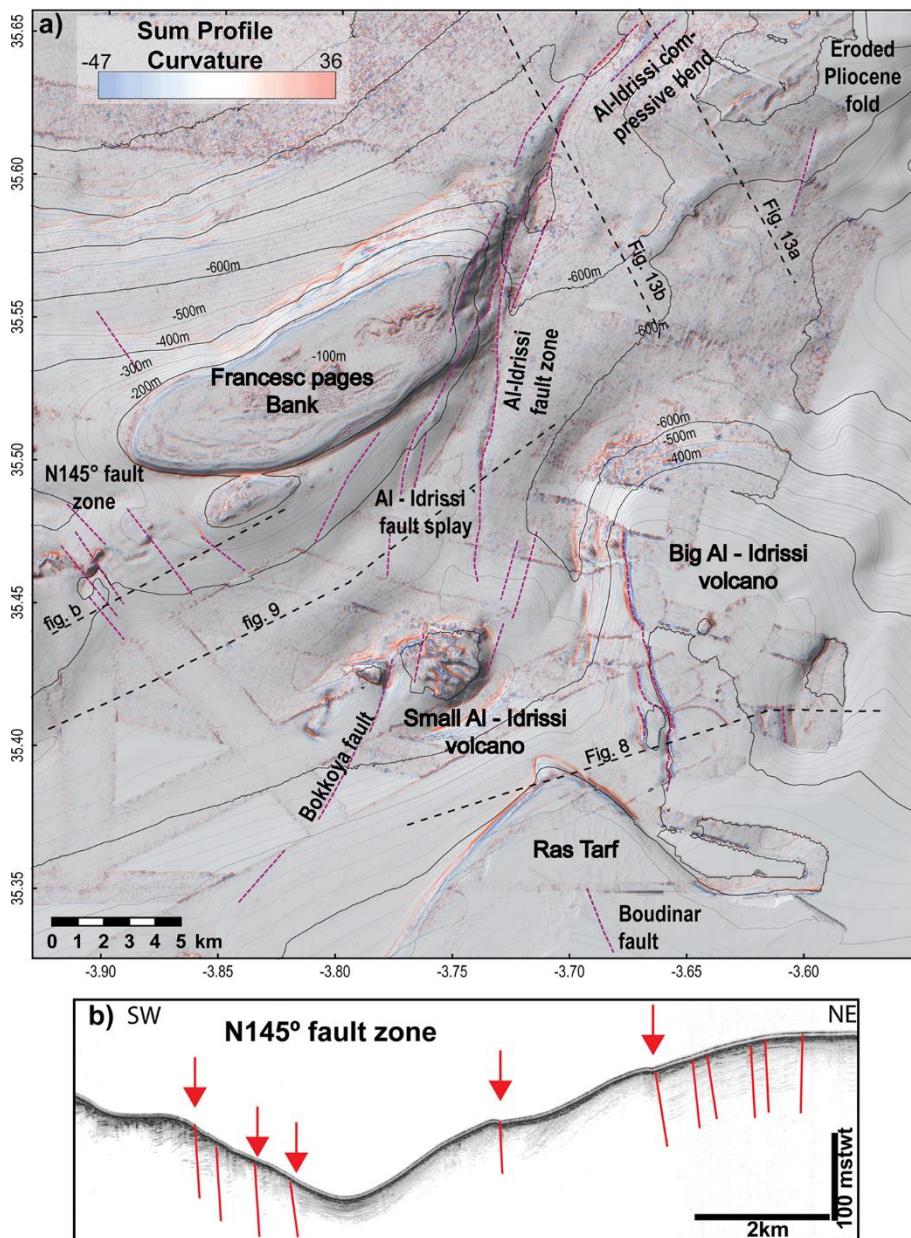 a)
Sum Profile
Curvature
-47
36
Al-Idrissi com-
pressive bend
Eroded
Pliocene
fold
35.65
35.60
35.55
35.50
35.45
35.40
35.35
Fig. 13a
Fig. 13b
-600m
-600m
-600m
-500m
-400m
-300m
-200m
-100m
Francesc pages
Bank
Al-Idrissi
fault zone
N145° fault
zone
Al - Idrissi
fault splay
-600m
-500m
-400m
Big Al - Idrissi
volcano
fig. b
fig. 9
Small Al - Idrissi
volcano
Bokkoya fault
Fig. 8
Ras Tarf
Boudinar
fault
0 1 2 3 4 5 km
-3.90
-3.85
-3.80
-3.75
-3.70
-3.65
-3.60
b) SW
N145º fault zone
NE
100 mstwt
2km